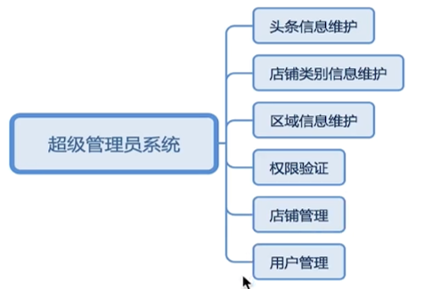 超级管理员系统
头条信息维护
店铺类别信息维护
区域信息维护
权限验证
店铺管理
用户管理